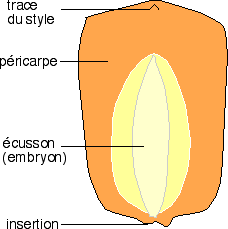 trace
du style
péricarpe
écusson
(embryon)
insertion